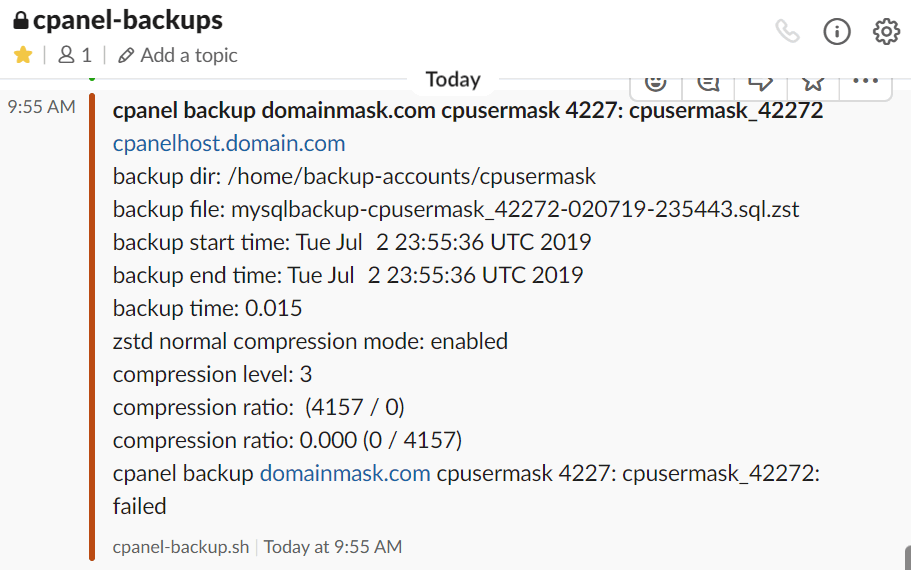 cpanel-backups
1
Add a topic
Today
9:55 AM
cpanel backup domainmask.com cpusermask 4227: cpusermask_42272
cpanelhost.domain.com
backup dir: /home/backup-accounts/cpusermask
backup file: mysqlbackup-cpusermask_42272-020719-235443.sql.zst
backup start time: Tue Jul  2 23:55:36 UTC 2019
backup end time: Tue Jul  2 23:55:36 UTC 2019
backup time: 0.015
zstd normal compression mode: enabled
compression level: 3
compression ratio:  (4157 / 0)
compression ratio: 0.000 (0 / 4157)
cpanel backup domainmask.com cpusermask 4227: cpusermask_42272:
failed
cpanel-backup.sh | Today at 9:55 AM